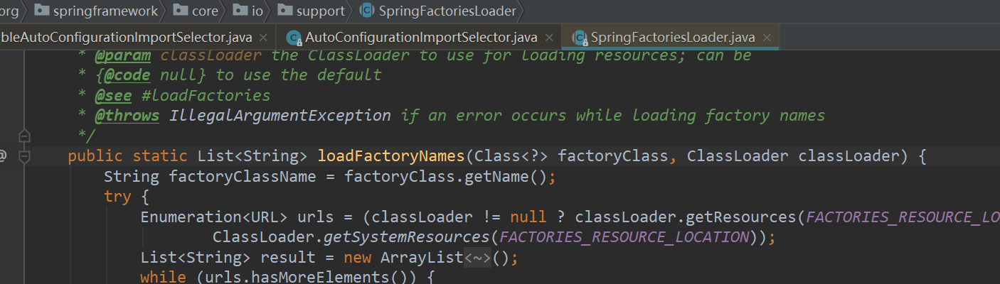 org springframework core io support SpringFactoriesLoader
bleAutoConfigurationImportSelector.java × AutoConfigurationImportSelector.java × SpringFactoriesLoader.java ×
* @param classLoader the ClassLoader to use for loading resources; can be
* {@code null} to use the default
* @see #loadFactories
* @throws IllegalArgumentException if an error occurs while loading factory names
*/
@ public static List<String> loadFactoryNames(Class<?> factoryClass, ClassLoader classLoader) {
String factoryClassName = factoryClass.getName();
try {
Enumeration<URL> urls = (classLoader != null ? classLoader.getResources(FACTORIES_RESOURCE_LO
ClassLoader.getSystemResources(FACTORIES_RESOURCE_LOCATION));
List<String> result = new ArrayList<~>();
while (urls.hasMoreElements()) {